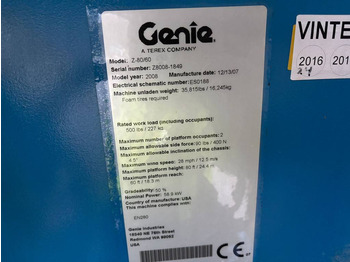 Genie
A TEREX COMPANY
Model: Z-80/60
Serial number: Z8008-1849
Model year: 2008 Manufacture date: 12/13/07
Electrical schematic number: ES0188
Machine unladen weight: 35,815lbs / 16,245kg
Foam tires required
Rated work load (including occupants):
500 lbs / 227 kg
Maximum number of platform occupants: 2
Maximum allowable side force: 90 lbs / 400 N
Maximum allowable inclination of the chassis:
4.5°
Maximum wind speed: 28 mph / 12.5 m/s
Maximum platform height: 80 ft / 24.4 m
Maximum platform reach:
60 ft / 18.3 m
Gradeability: 50 %
Nominal Power:
Country of manufacture: USA
This machine complies with:
EN280
Genie Industries
18340 NE 76th Street
Redmond WA 98052
USA
CE
VINTE
2016 201